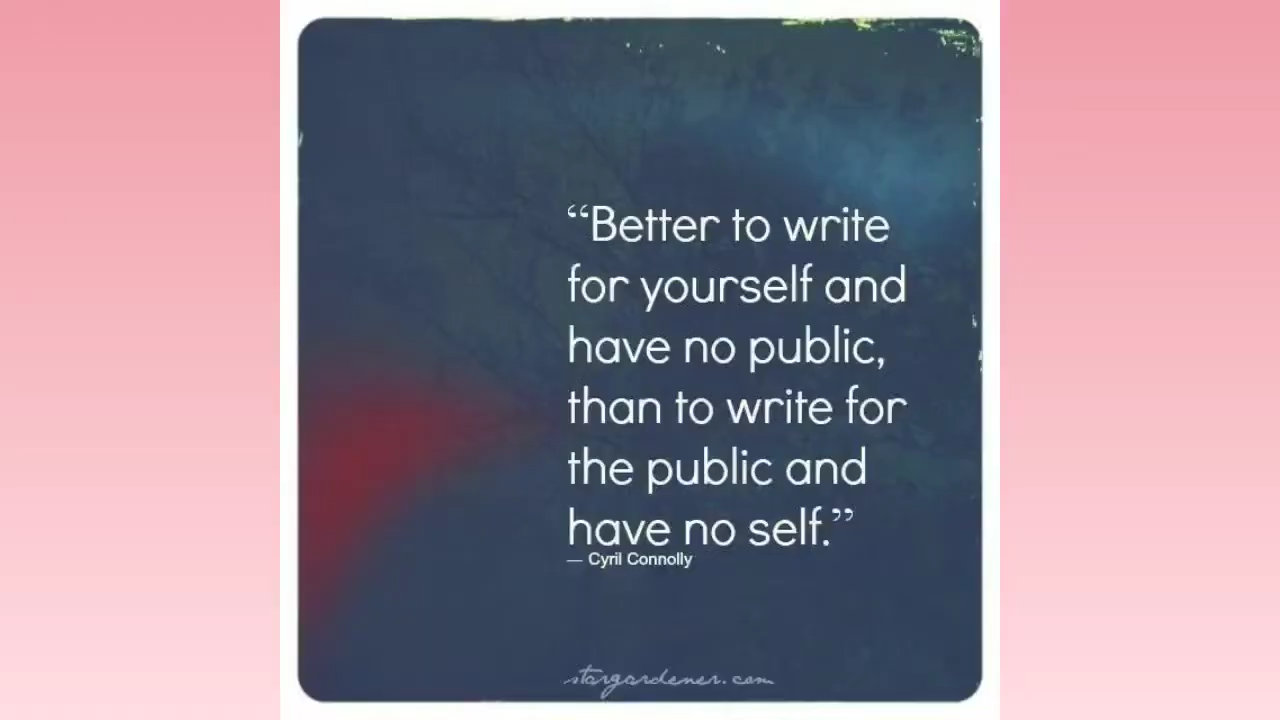 “Better to write
for yourself and
have no public,
than to write for
the public and
have no self.”
— Cyril Connolly
stargardener.com